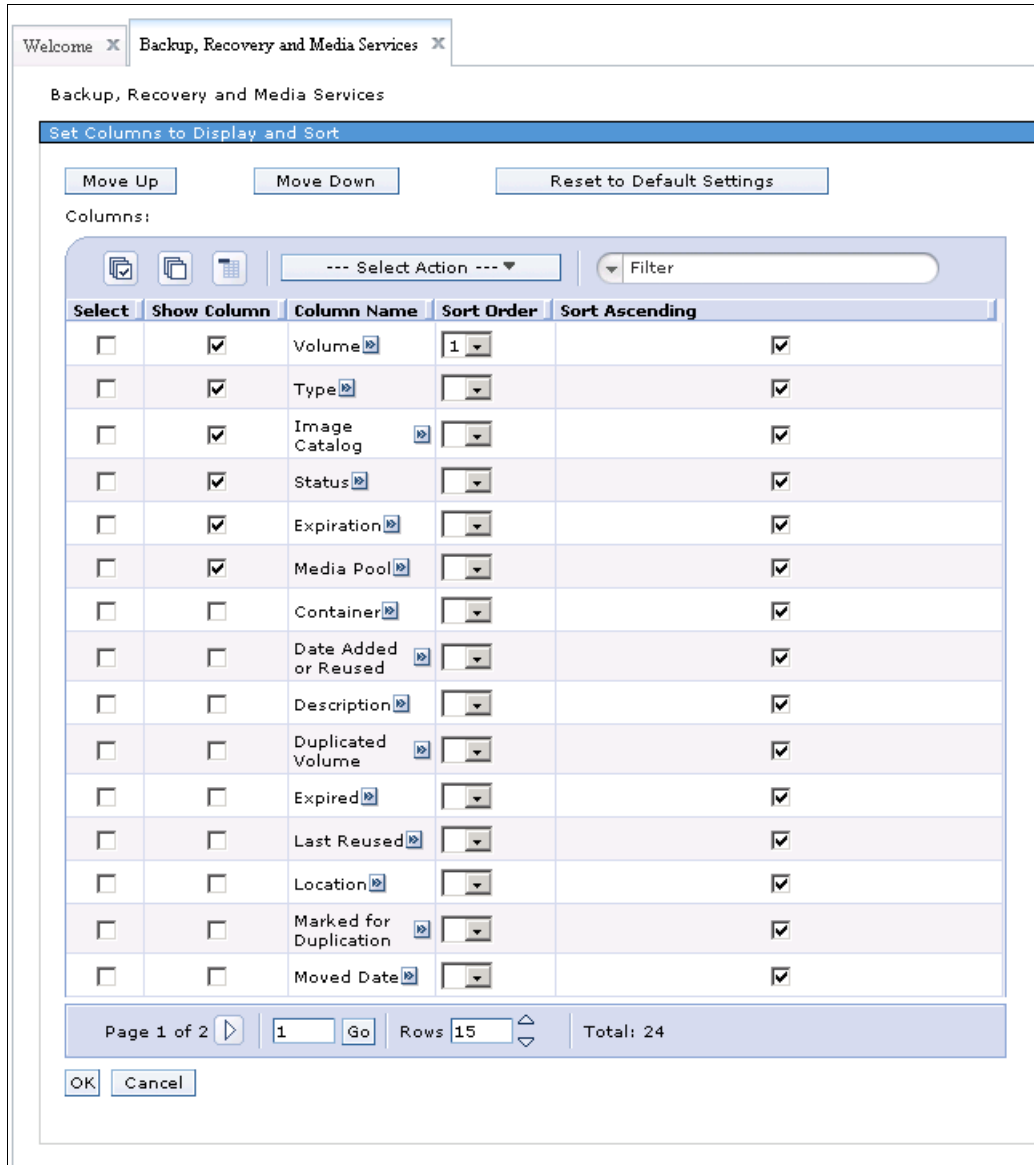 Welcome X Backup, Recovery and Media Services X
Backup, Recovery and Media Services
Set Columns to Display and Sort
Move Up Move Down Reset to Default Settings
Columns:
--- Select Action --- Filter
Select Show Column Column Name Sort Order Sort Ascending
Volume 1
Type
Image
Catalog
Status
Expiration
Media Pool
Container
Date Added
or Reused
Description
Duplicated
Volume
Expired
Last Reused
Location
Marked for
Duplication
Moved Date
Page 1 of 2 1 Go Rows 15 Total: 24
OK Cancel